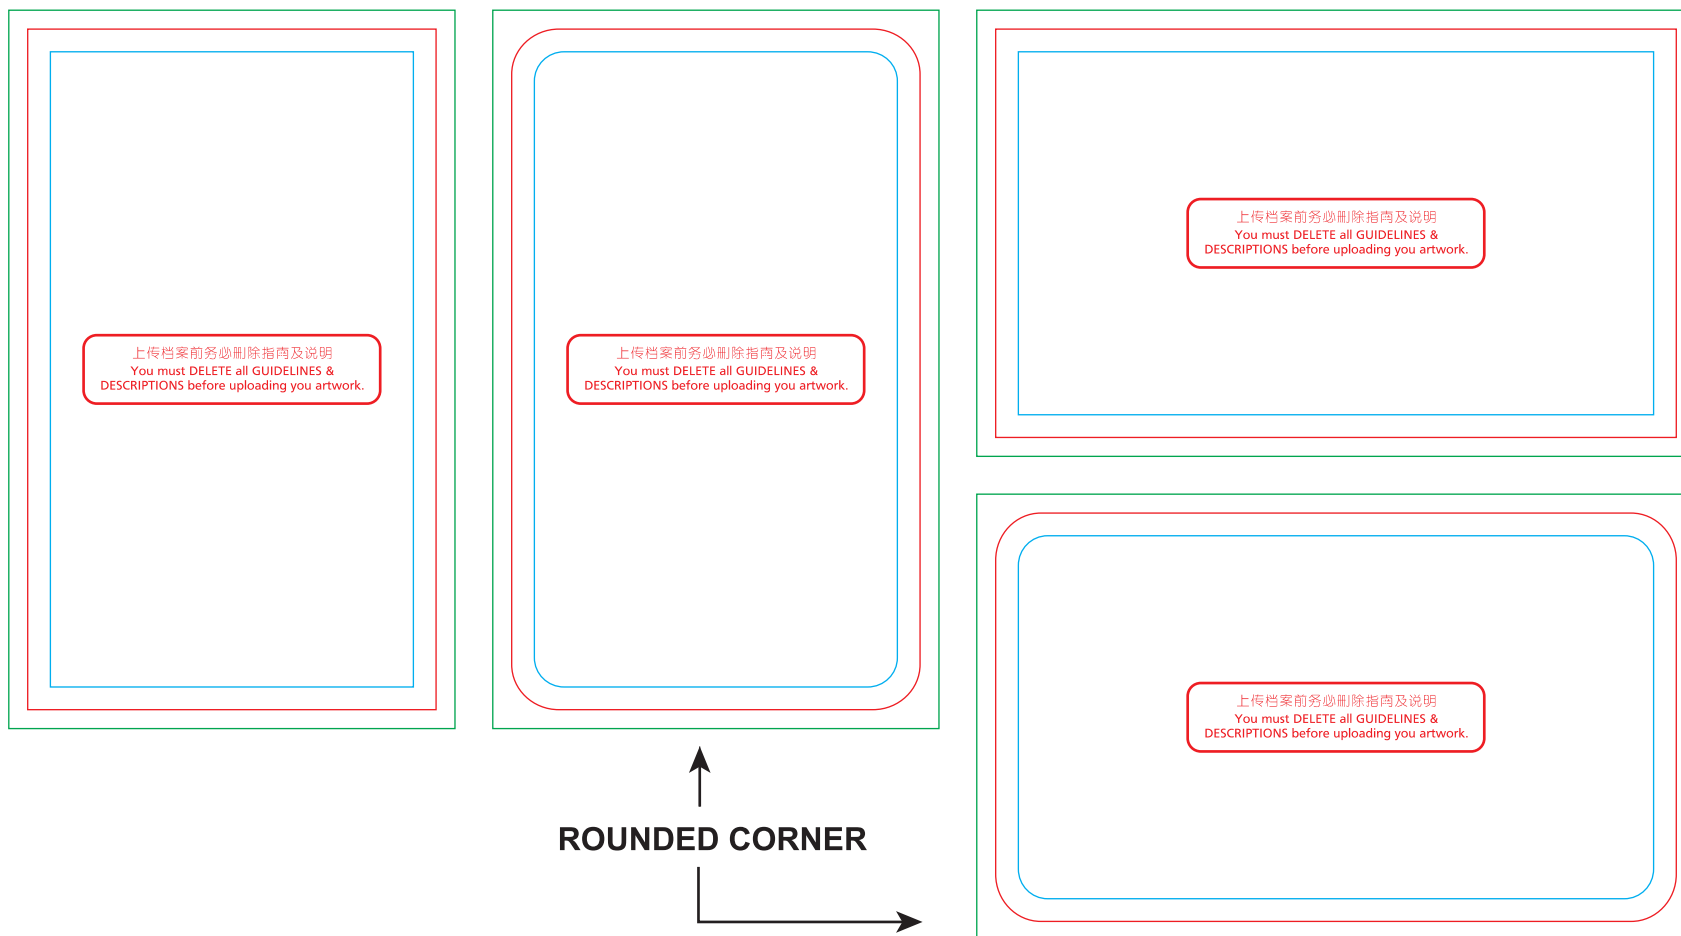 上传档案前务必删除指南及说明
You must DELETE all GUIDELINES &
DESCRIPTIONS before uploading you artwork.
上传档案前务必删除指南及说明
You must DELETE all GUIDELINES &
DESCRIPTIONS before uploading you artwork.
上传档案前务必删除指南及说明
You must DELETE all GUIDELINES &
DESCRIPTIONS before uploading you artwork.
上传档案前务必删除指南及说明
You must DELETE all GUIDELINES &
DESCRIPTIONS before uploading you artwork.
ROUNDED CORNER